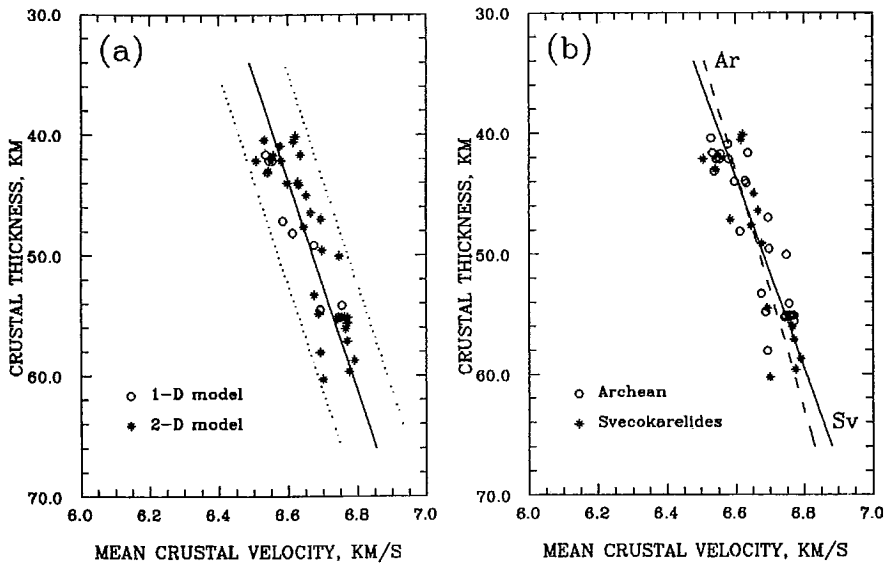 (a)
30.0
40.0
50.0
60.0
70.0
CRUSTAL THICKNESS, KM
1-D model
2-D model
6.0 6.2 6.4 6.6 6.8 7.0
MEAN CRUSTAL VELOCITY, KM/S
(b)
Ar
30.0
40.0
50.0
60.0
70.0
CRUSTAL THICKNESS, KM
Archean
Svecokarelides
Sv
6.0 6.2 6.4 6.6 6.8 7.0
MEAN CRUSTAL VELOCITY, KM/S